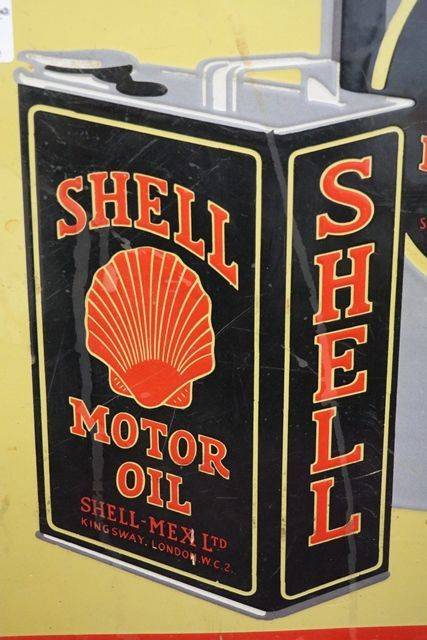 SHELL
MOTOR
OIL
SHELL-MEX LTD
KINGSWAY. LONDON. W.C.2.
SHELL